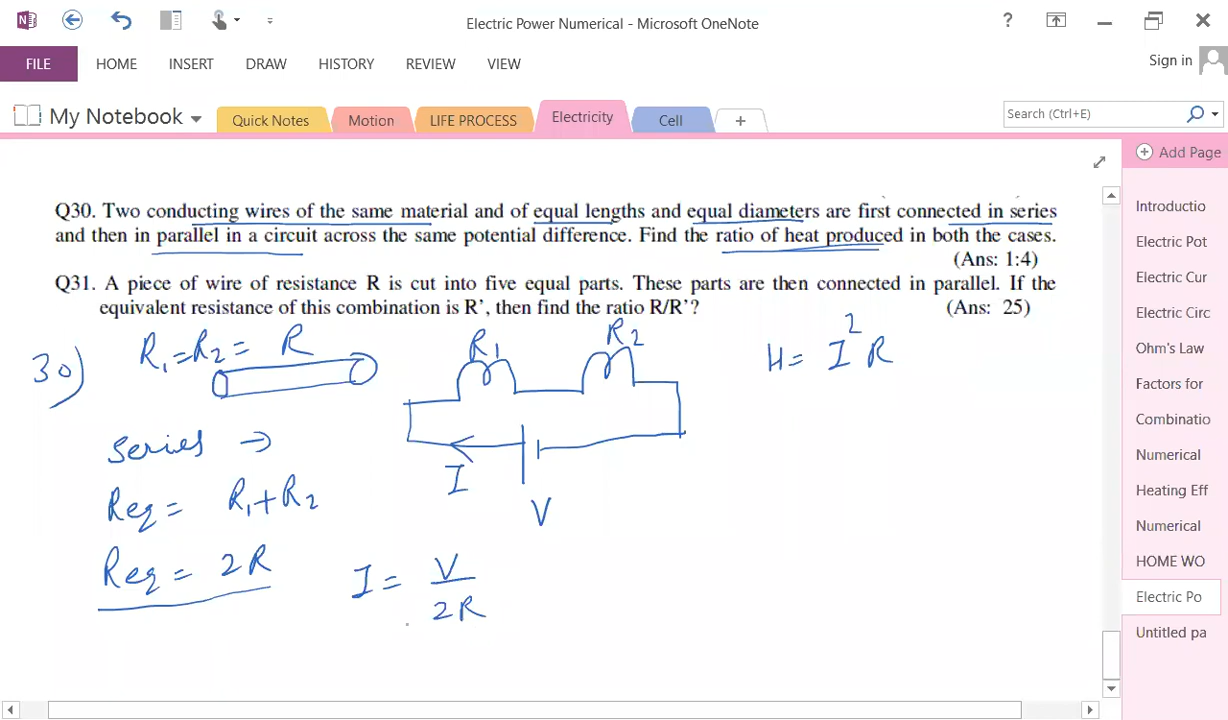 Electric Power Numerical - Microsoft OneNote
?
FILE HOME INSERT DRAW HISTORY REVIEW VIEW
Sign in
My Notebook Quick Notes Motion LIFE PROCESS Electricity Cell +
Search (Ctrl+E)
Add Page
Q30. Two conducting wires of the same material and of equal lengths and equal diameters are first connected in series
and then in parallel in a circuit across the same potential difference. Find the ratio of heat produced in both the cases.
(Ans: 1:4)
Q31. A piece of wire of resistance R is cut into five equal parts. These parts are then connected in parallel. If the
equivalent resistance of this combination is R', then find the ratio R/R'?
(Ans: 25)
30)
R₁=R₂= R
R₁
R₂
H= I²R
Series →
I
Req = R₁+R₂
V
Req = 2R
I = V/2R
Introductio
Electric Pot
Electric Cur
Electric Circ
Ohm's Law
Factors for
Combinatio
Numerical
Heating Eff
Numerical
HOME WO
Electric Po
Untitled pa